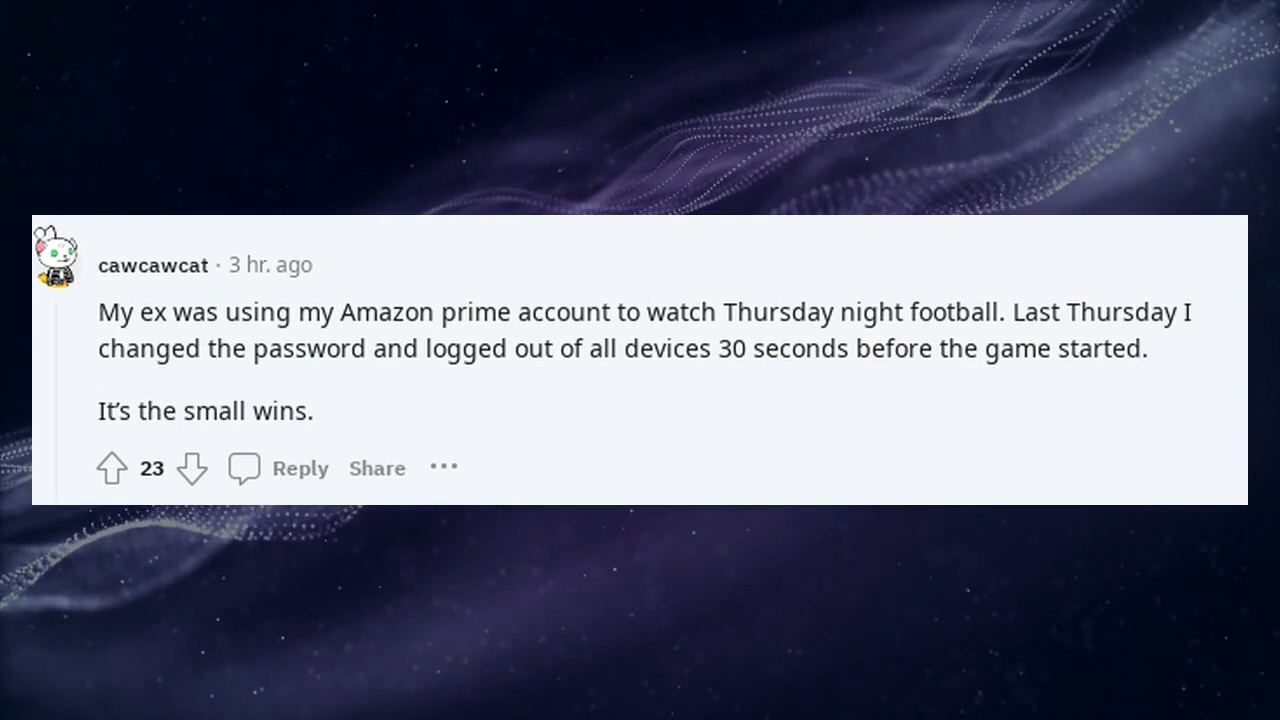 cawcawcat · 3 hr. ago
My ex was using my Amazon prime account to watch Thursday night football. Last Thursday I
changed the password and logged out of all devices 30 seconds before the game started.
It’s the small wins.
23 Reply Share ···